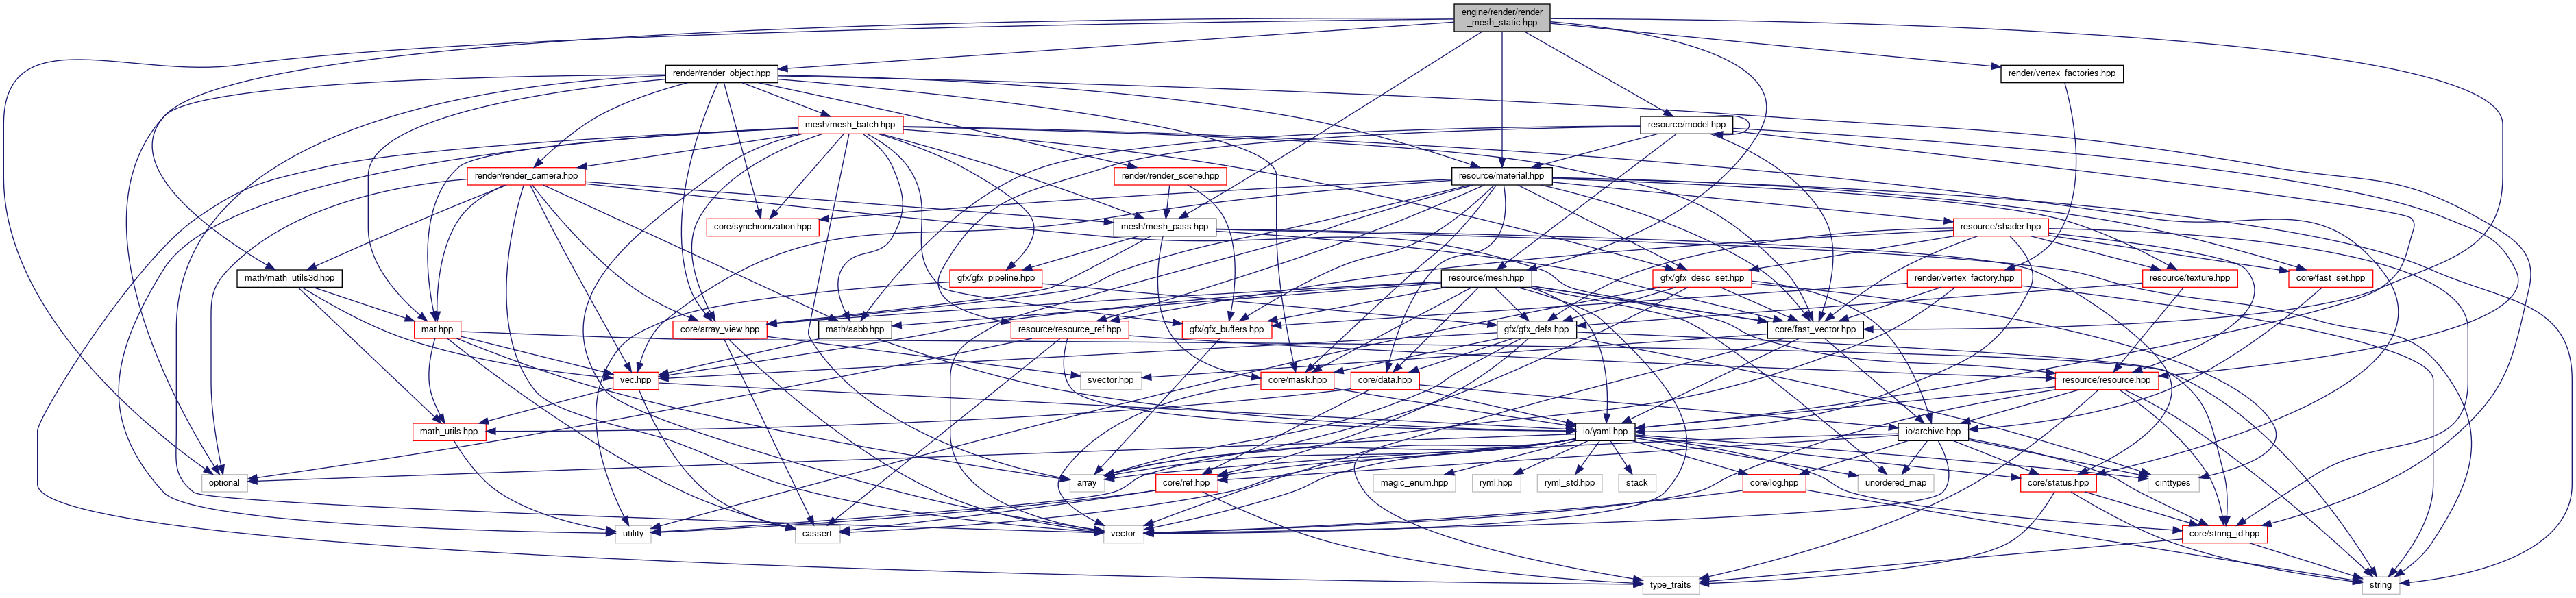 engine/render/render
_mesh_static.hpp
render/render_object.hpp
render/vertex_factories.hpp
mesh/mesh_batch.hpp
resource/model.hpp
render/render_camera.hpp
render/render_scene.hpp
resource/material.hpp
core/synchronization.hpp
mesh/mesh_pass.hpp
resource/shader.hpp
math/math_utils3d.hpp
gfx/gfx_pipeline.hpp
resource/mesh.hpp
gfx/gfx_desc_set.hpp
render/vertex_factory.hpp
resource/texture.hpp
core/fast_set.hpp
mat.hpp
core/array_view.hpp
math/aabb.hpp
resource/resource_ref.hpp
gfx/gfx_buffers.hpp
gfx/gfx_defs.hpp
core/fast_vector.hpp
vec.hpp
svector.hpp
core/mask.hpp
core/data.hpp
resource/resource.hpp
math_utils.hpp
io/yaml.hpp
io/archive.hpp
optional
array
core/ref.hpp
magic_enum.hpp
ryml.hpp
ryml_std.hpp
stack
core/log.hpp
unordered_map
core/status.hpp
cinttypes
utility
cassert
vector
core/string_id.hpp
type_traits
string